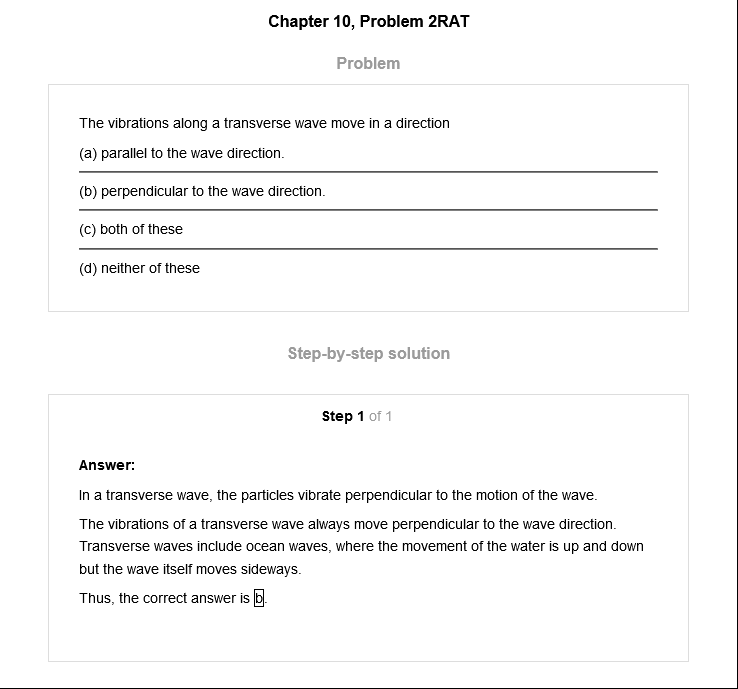 Chapter 10, Problem 2RAT
Problem
The vibrations along a transverse wave move in a direction
(a) parallel to the wave direction.
(b) perpendicular to the wave direction.
(c) both of these
(d) neither of these
Step-by-step solution
Step 1 of 1
Answer:
In a transverse wave, the particles vibrate perpendicular to the motion of the wave.
The vibrations of a transverse wave always move perpendicular to the wave direction.
Transverse waves include ocean waves, where the movement of the water is up and down
but the wave itself moves sideways.
Thus, the correct answer is b.